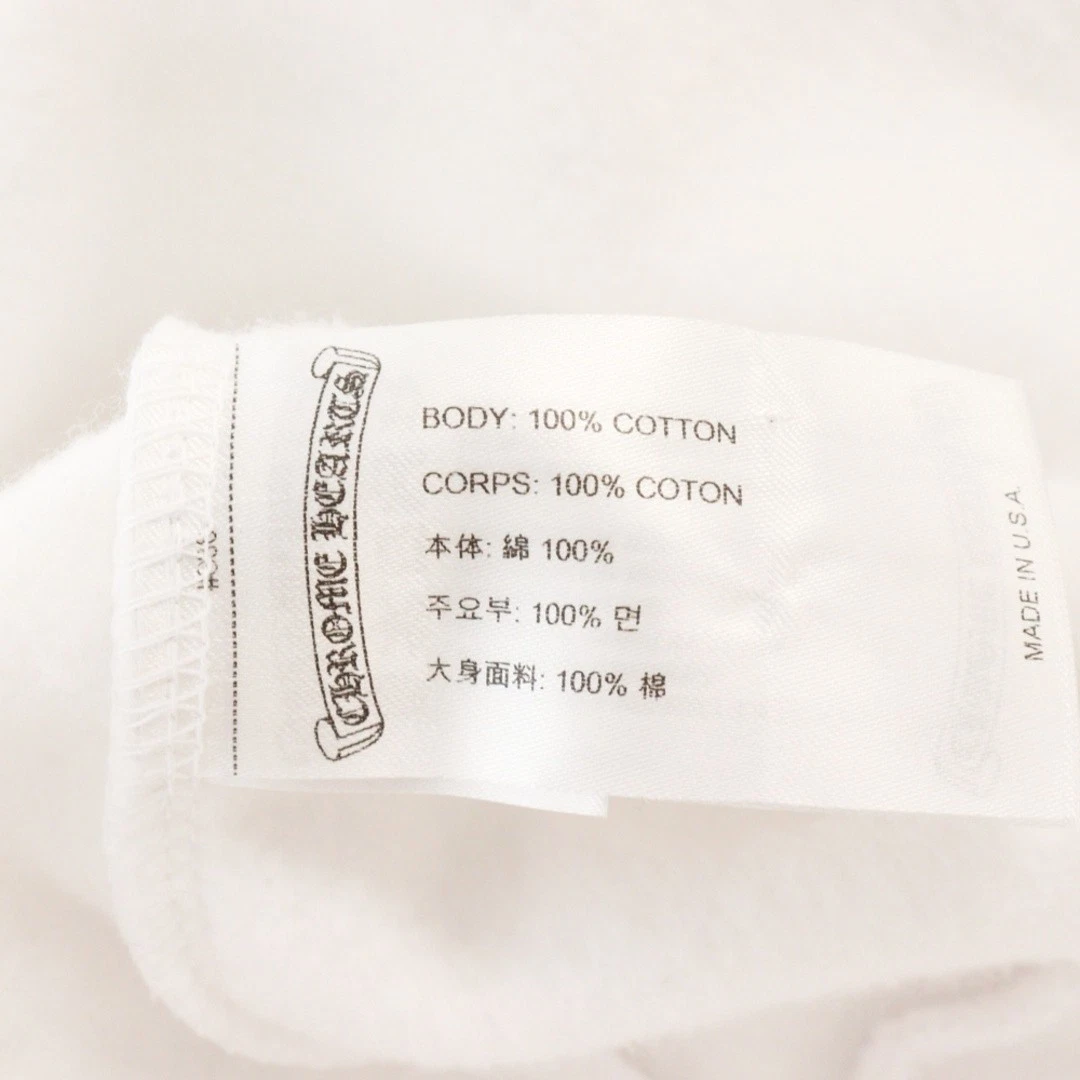 CHROME HEARTS
BODY: 100% COTTON
CORPS: 100% COTON
本体: 綿 100%
주요부: 100% 면
大身面料: 100% 棉
MADE IN U.S.A.